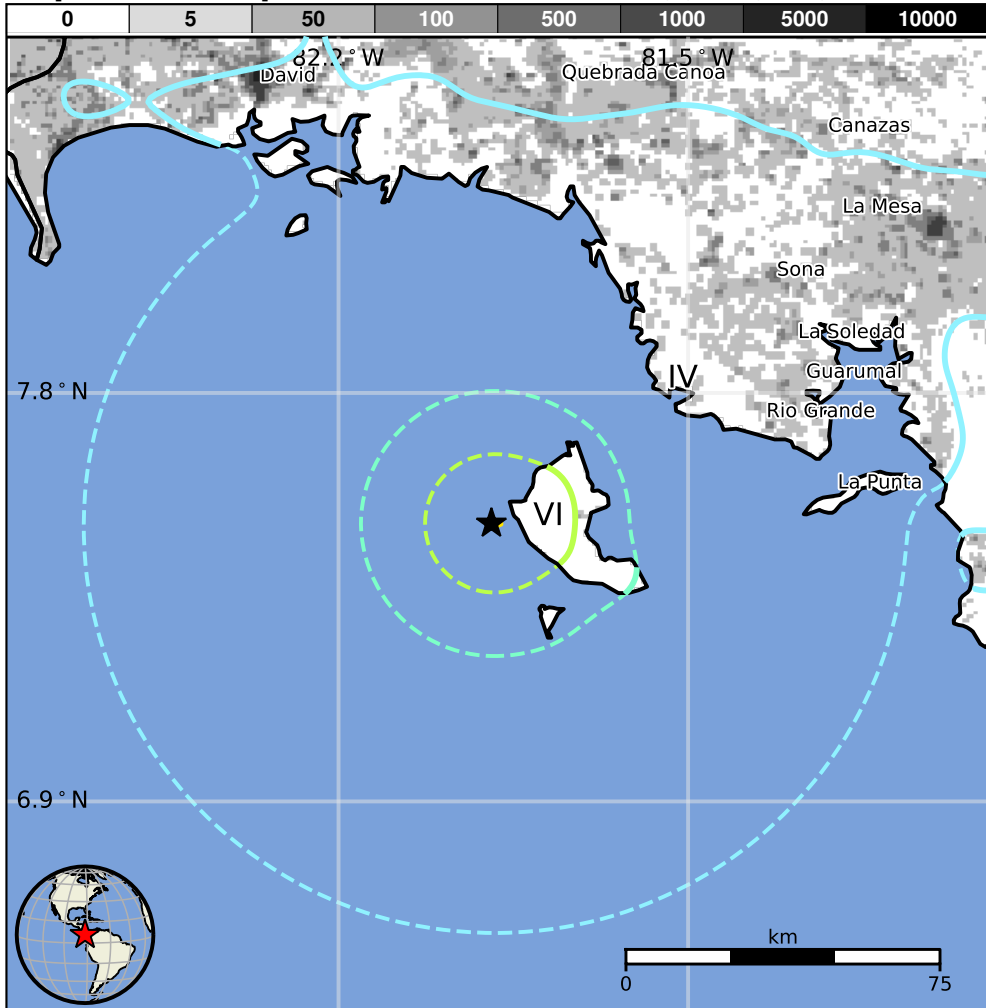 0 5 50 100 500 1000 5000 10000
82.2°W 81.5°W
David
Quebrada Canoa
Canazas
La Mesa
Sona
La Soledad
Guarumal
IV
7.8°N
Rio Grande
La Punta
VI
6.9°N
km
0 75